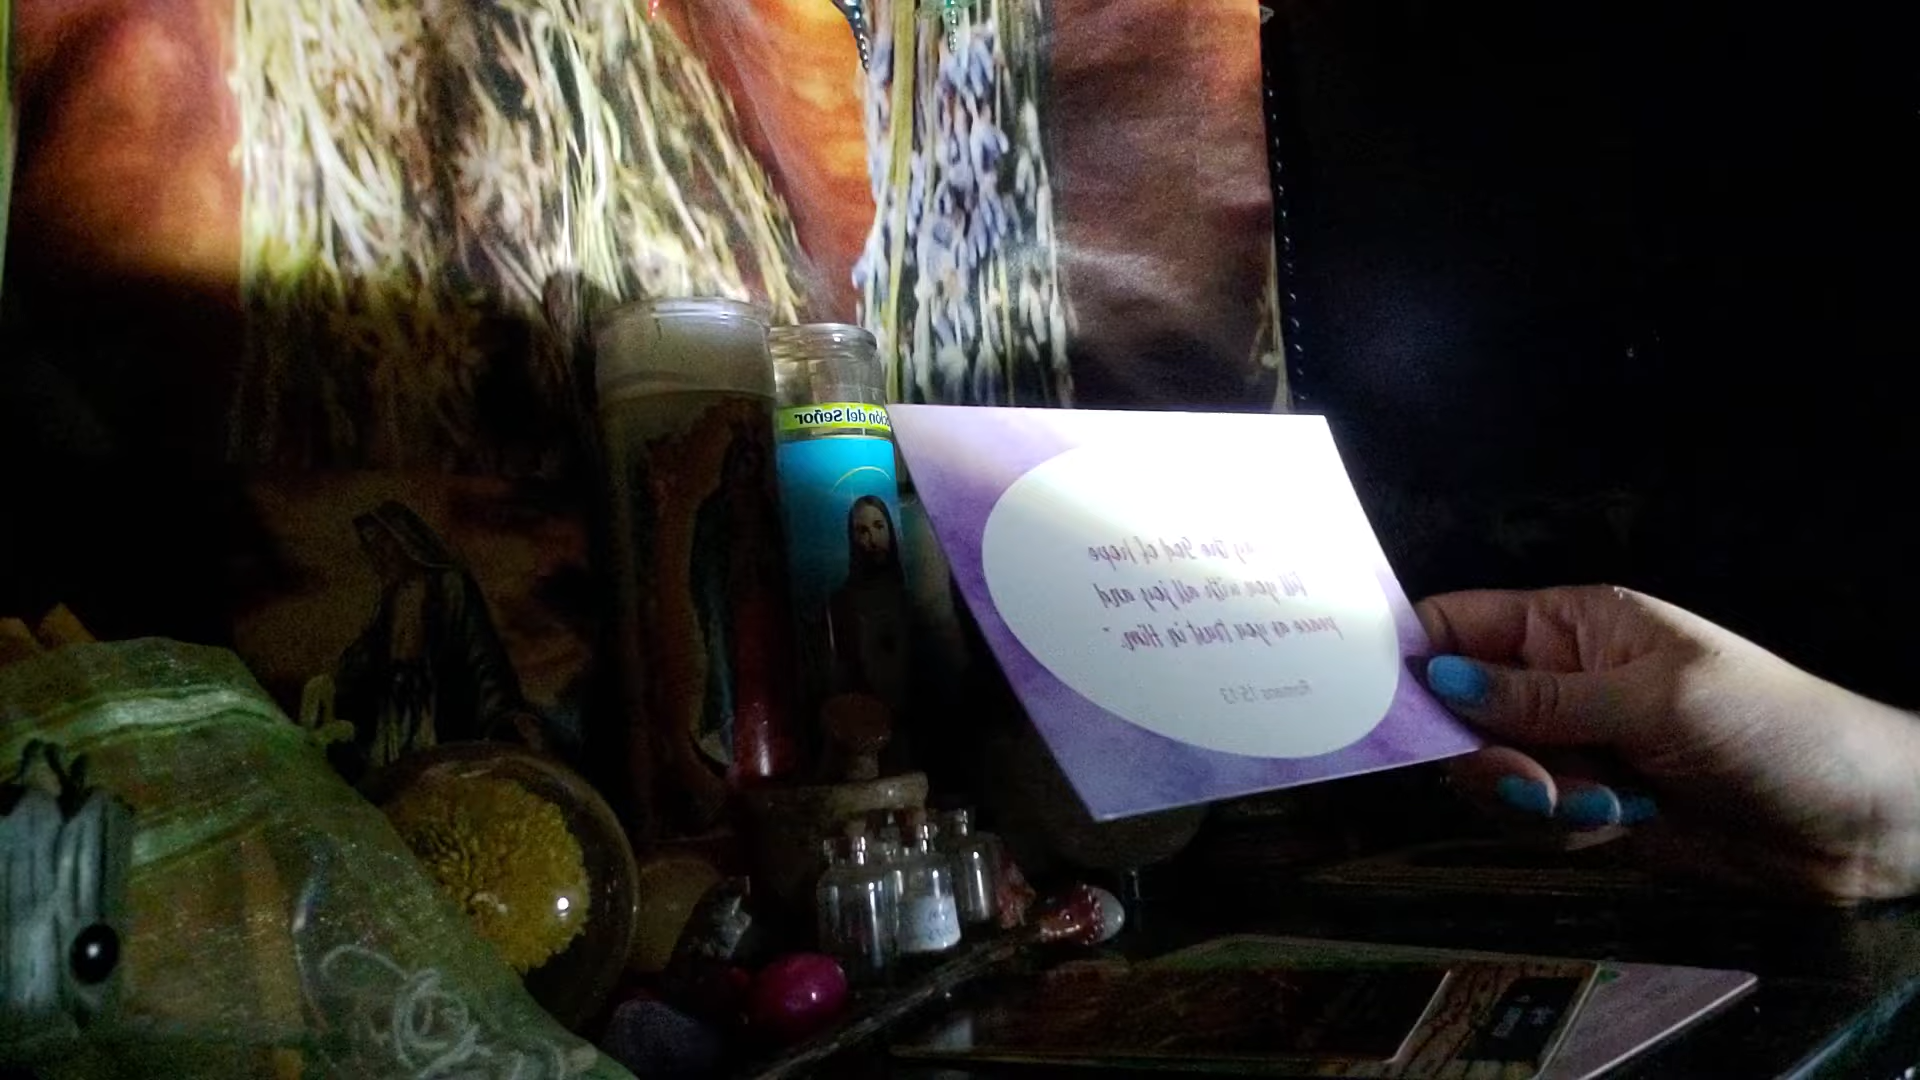 ción del Señor
ay the God of hope
fill you with all joy and
peace as you trust in Him."
Romans 15:13